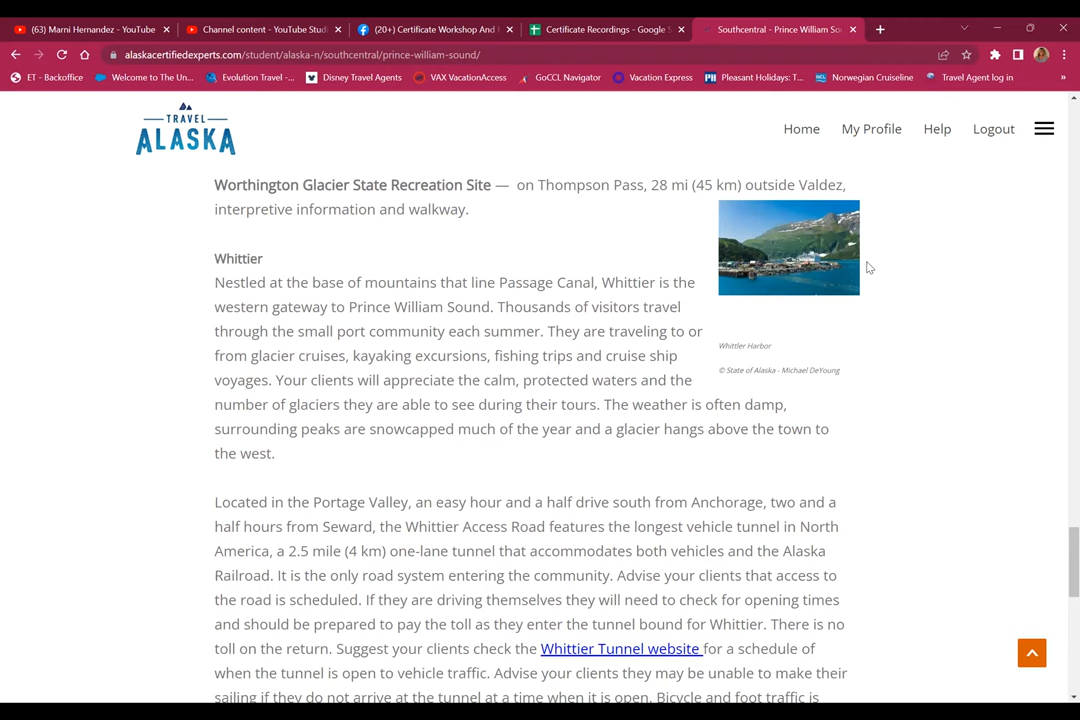 (63) Marni Hernandez - YouTube
Channel content - YouTube Stud
(20+) Certificate Workshop And
Certificate Recordings - Google S
Southcentral - Prince William So
alaskacertifiedexperts.com/student/alaska-n/southcentral/prince-william-sound/
ET - Backoffice
Welcome to The Un...
Evolution Travel -...
Disney Travel Agents
VAX VacationAccess
GoCCL Navigator
Vacation Express
Pleasant Holidays: T...
Norwegian Cruiseline
Travel Agent log in
»
TRAVEL
ALASKA
Home
My Profile
Help
Logout
Worthington Glacier State Recreation Site — on Thompson Pass, 28 mi (45 km) outside Valdez,
interpretive information and walkway.
Whittier
Nestled at the base of mountains that line Passage Canal, Whittier is the
western gateway to Prince William Sound. Thousands of visitors travel
through the small port community each summer. They are traveling to or
from glacier cruises, kayaking excursions, fishing trips and cruise ship
voyages. Your clients will appreciate the calm, protected waters and the
number of glaciers they are able to see during their tours. The weather is often damp,
surrounding peaks are snowcapped much of the year and a glacier hangs above the town to
the west.
Whittler Harbor
© State of Alaska - Michael DeYoung
Located in the Portage Valley, an easy hour and a half drive south from Anchorage, two and a
half hours from Seward, the Whittier Access Road features the longest vehicle tunnel in North
America, a 2.5 mile (4 km) one-lane tunnel that accommodates both vehicles and the Alaska
Railroad. It is the only road system entering the community. Advise your clients that access to
the road is scheduled. If they are driving themselves they will need to check for opening times
and should be prepared to pay the toll as they enter the tunnel bound for Whittier. There is no
toll on the return. Suggest your clients check the Whittier Tunnel website for a schedule of
when the tunnel is open to vehicle traffic. Advise your clients they may be unable to make their
sailing if they do not arrive at the tunnel at a time when it is open. Bicycle and foot traffic is